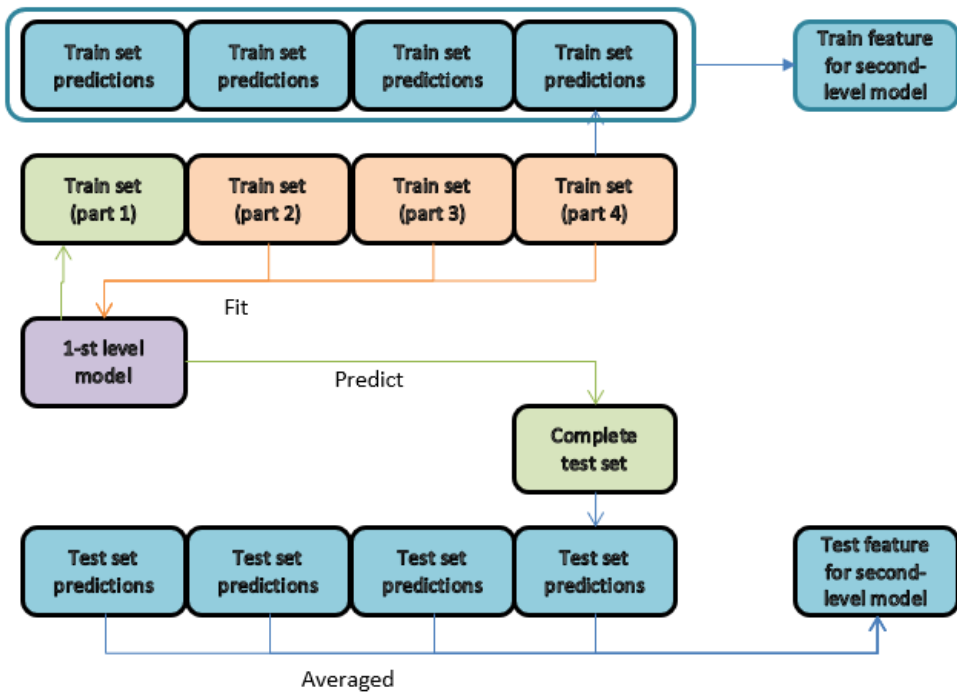 Train set
predictions
Train set
predictions
Train set
predictions
Train set
predictions
Train feature
for second-
level model
Train set
(part 1)
Train set
(part 2)
Train set
(part 3)
Train set
(part 4)
Fit
1-st level
model
Predict
Complete
test set
Test set
predictions
Test set
predictions
Test set
predictions
Test set
predictions
Test feature
for second-
level model
Averaged